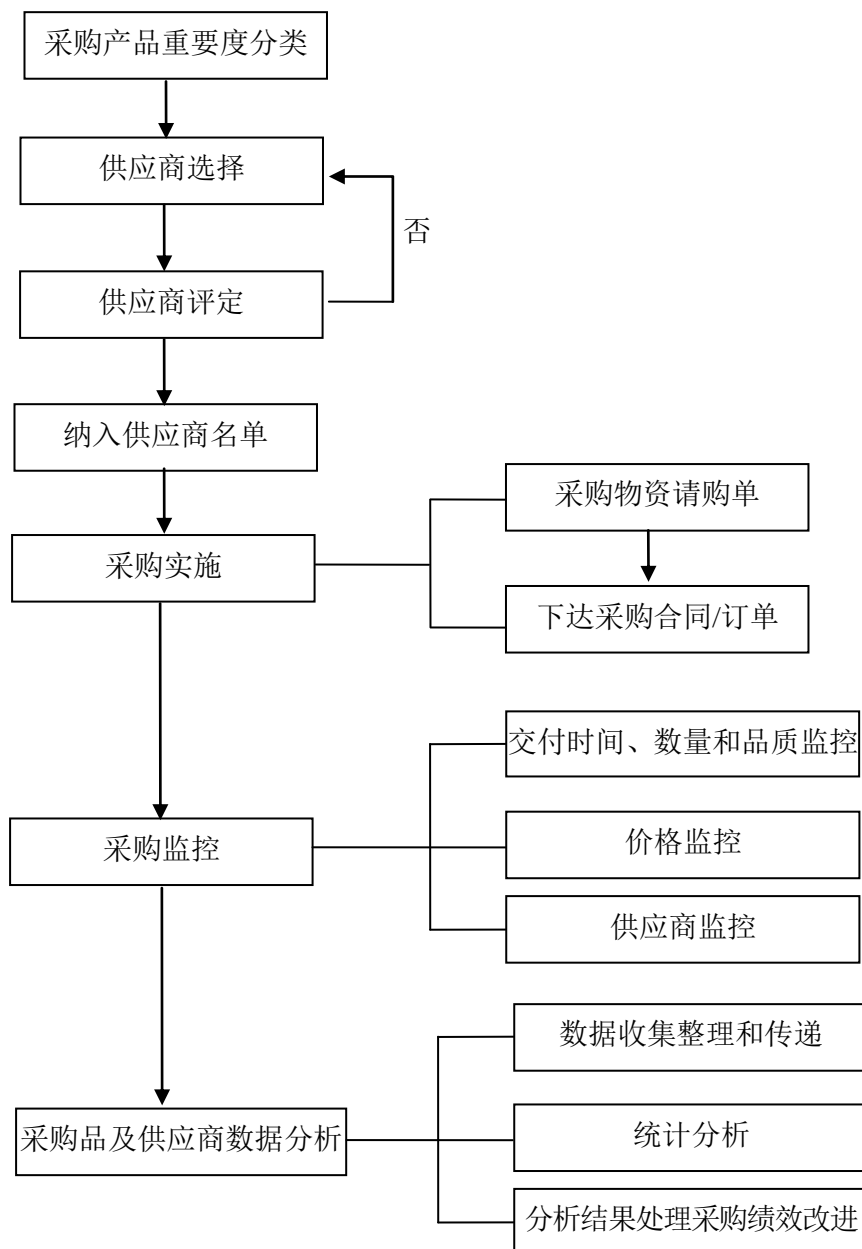 采购产品重要度分类
供应商选择
否
供应商评定
纳入供应商名单
采购物资请购单
采购实施
下达采购合同/订单
交付时间、数量和品质监控
采购监控
价格监控
供应商监控
数据收集整理和传递
采购品及供应商数据分析
统计分析
分析结果处理采购绩效改进